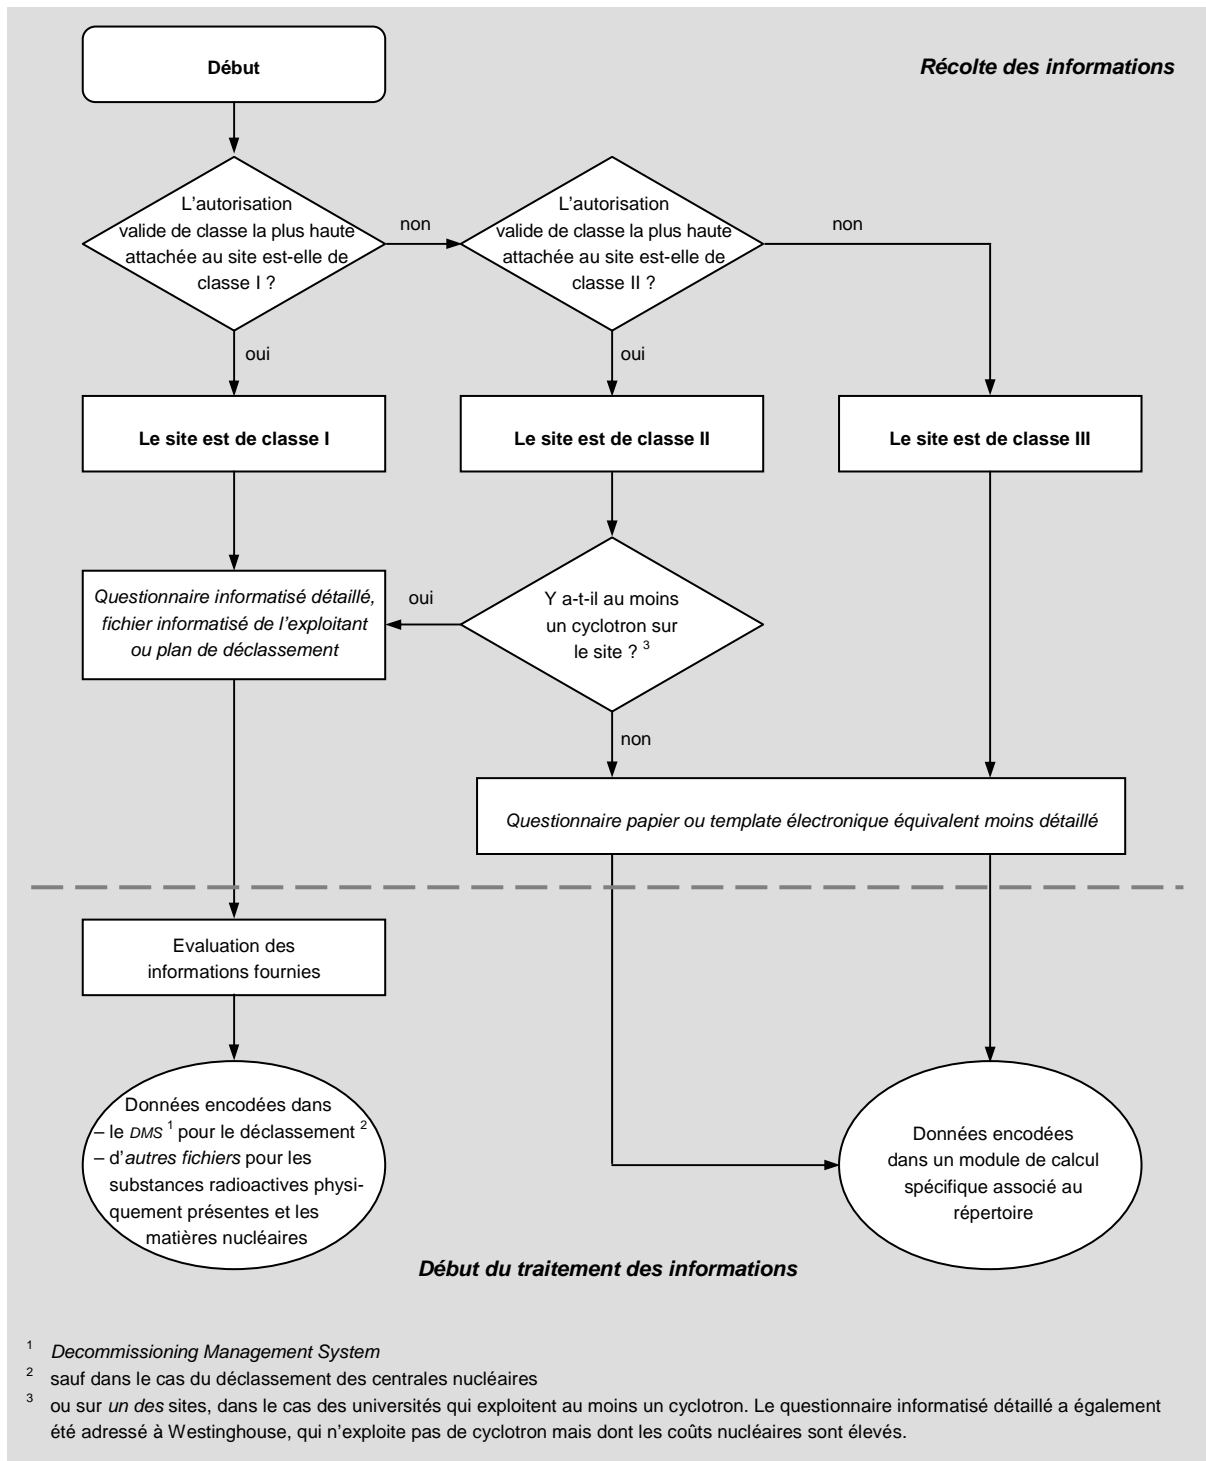 Début
Récolte des informations
L'autorisation
valide de classe la plus haute
attachée au site est-elle de
classe I ?
non
L'autorisation
valide de classe la plus haute
attachée au site est-elle de
classe II ?
non
oui
oui
Le site est de classe I
Le site est de classe II
Le site est de classe III
Questionnaire informatisé détaillé,
fichier informatisé de l'exploitant
ou plan de déclassement
oui
Y a-t-il au moins
un cyclotron sur
le site ? 3
non
Questionnaire papier ou template électronique équivalent moins détaillé
Evaluation des
informations fournies
Données encodées dans
– le DMS 1 pour le déclassement 2
– d'autres fichiers pour les
substances radioactives physi-
quement présentes et les
matières nucléaires
Données encodées
dans un module de calcul
spécifique associé au
répertoire
Début du traitement des informations
1 Decommissioning Management System
2 sauf dans le cas du déclassement des centrales nucléaires
3 ou sur un des sites, dans le cas des universités qui exploitent au moins un cyclotron. Le questionnaire informatisé détaillé a également
été adressé à Westinghouse, qui n'exploite pas de cyclotron mais dont les coûts nucléaires sont élevés.